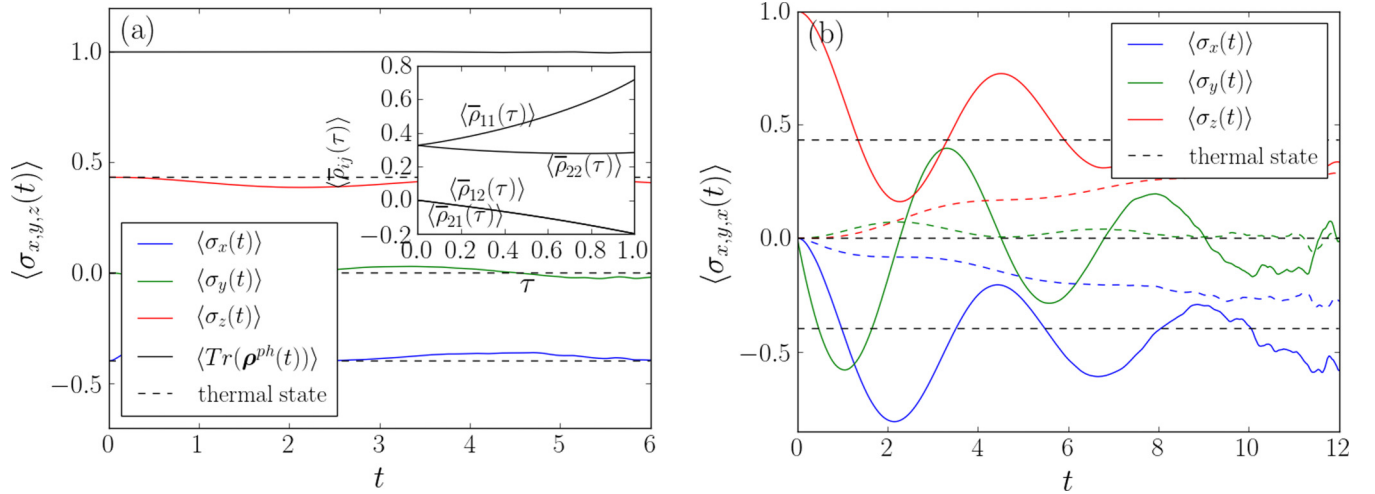 (a)
1.0
0.5
0.0
−0.5
⟨σx,y,z(t)⟩
0 1 2 3 4 5 6
t
⟨σx(t)⟩
⟨σy(t)⟩
⟨σz(t)⟩
⟨Tr(ρ^ph(t))⟩
thermal state
0.8
0.6
0.4
0.2
0.0
−0.2
⟨ρ̅ij(τ)⟩
⟨ρ̅11(τ)⟩
⟨ρ̅22(τ)⟩
⟨ρ̅12(τ)⟩
⟨ρ̅21(τ)⟩
0.0 0.2 0.4 0.6 0.8 1.0
τ
(b)
1.0
0.5
0.0
−0.5
⟨σx,y,x(t)⟩
0 2 4 6 8 10 12
t
⟨σx(t)⟩
⟨σy(t)⟩
⟨σz(t)⟩
thermal state